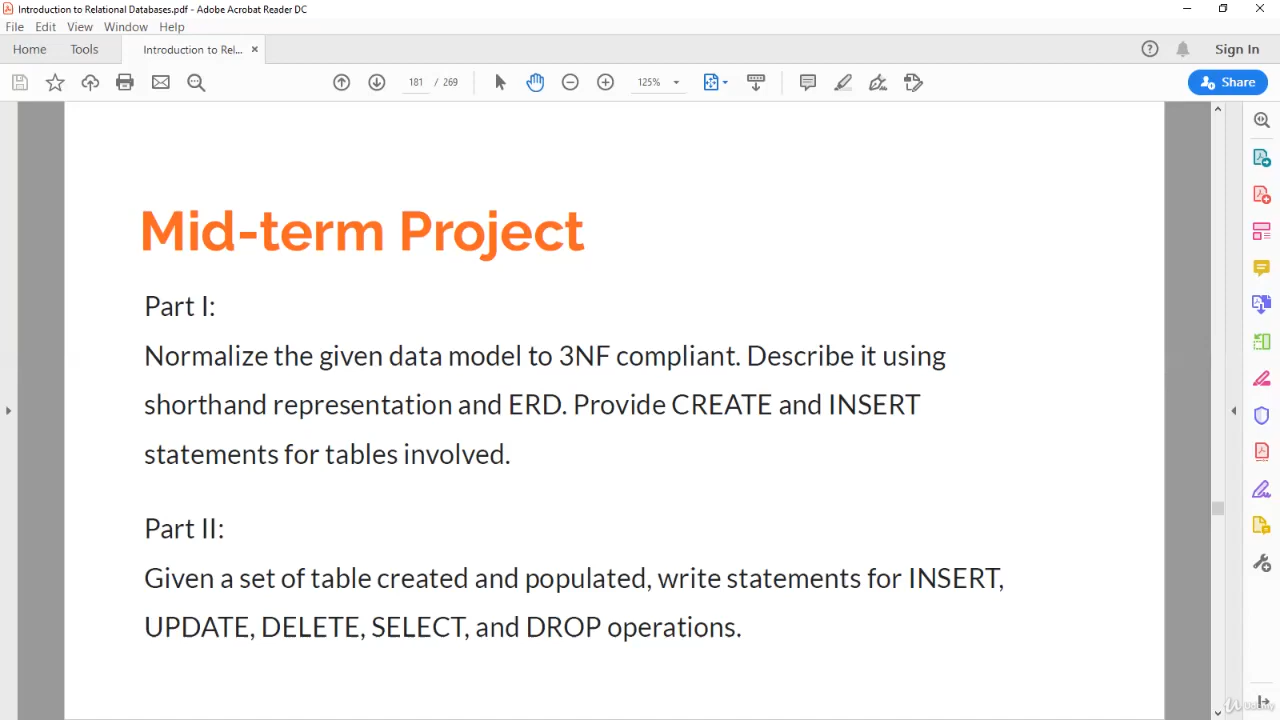 Introduction to Relational Databases.pdf - Adobe Acrobat Reader DC
File Edit View Window Help
Home Tools Introduction to Rel... × Sign In
181 / 269 125% Share
Mid-term Project
Part I:
Normalize the given data model to 3NF compliant. Describe it using
shorthand representation and ERD. Provide CREATE and INSERT
statements for tables involved.
Part II:
Given a set of table created and populated, write statements for INSERT,
UPDATE, DELETE, SELECT, and DROP operations.
Udemy